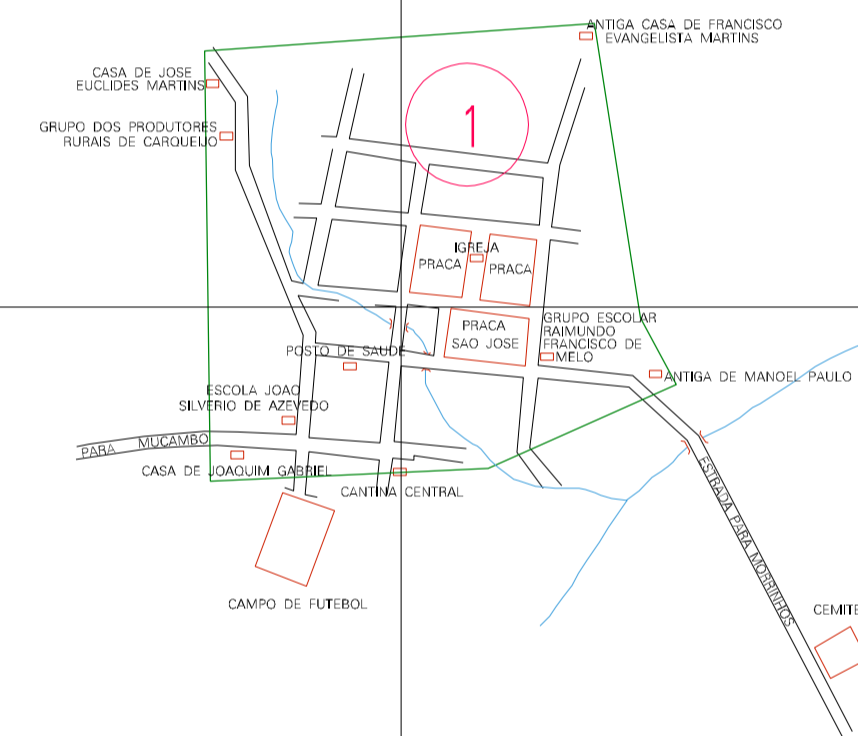 ANTIGA CASA DE FRANCISCO
EVANGELISTA MARTINS
CASA DE JOSE
EUCLIDES MARTINS
1
GRUPO DOS PRODUTORES
RURAIS DE CARQUEIJO
IGREJA
PRACA
PRACA
GRUPO ESCOLAR
RAIMUNDO
FRANCISCO DE
MELO
PRACA
SAO JOSE
POSTO DE SAUDE
ANTIGA DE MANOEL PAULO
ESCOLA JOAO
SILVERIO DE AZEVEDO
PARA MUCAMBO
CASA DE JOAQUIM GABRIEL
CANTINA CENTRAL
ESTRADA PARA MORRINHOS
CAMPO DE FUTEBOL
CEMITE